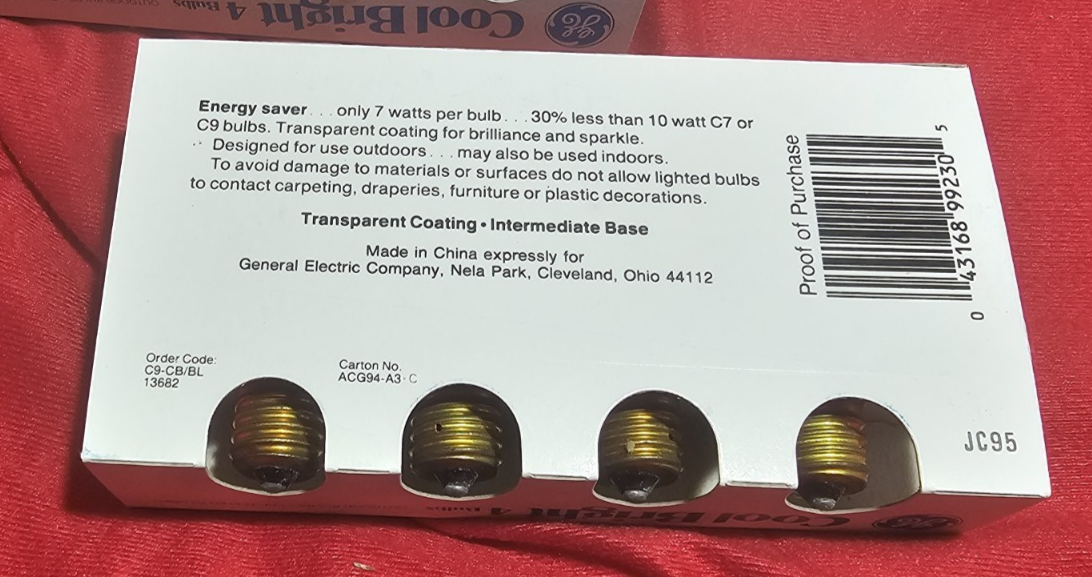 Cool Bright 4 Bulbs
Energy saver. . . only 7 watts per bulb. . . 30% less than 10 watt C7 or
C9 bulbs. Transparent coating for brilliance and sparkle.
Designed for use outdoors. . . may also be used indoors.
To avoid damage to materials or surfaces do not allow lighted bulbs
to contact carpeting, draperies, furniture or plastic decorations.
Transparent Coating • Intermediate Base
Made in China expressly for
General Electric Company, Nela Park, Cleveland, Ohio 44112
Proof of Purchase
0 43168 99230 5
Order Code:
C9-CB/BL
13682
Carton No.
ACG94-A3-C
JC95
Cool Bright 4 Bulbs